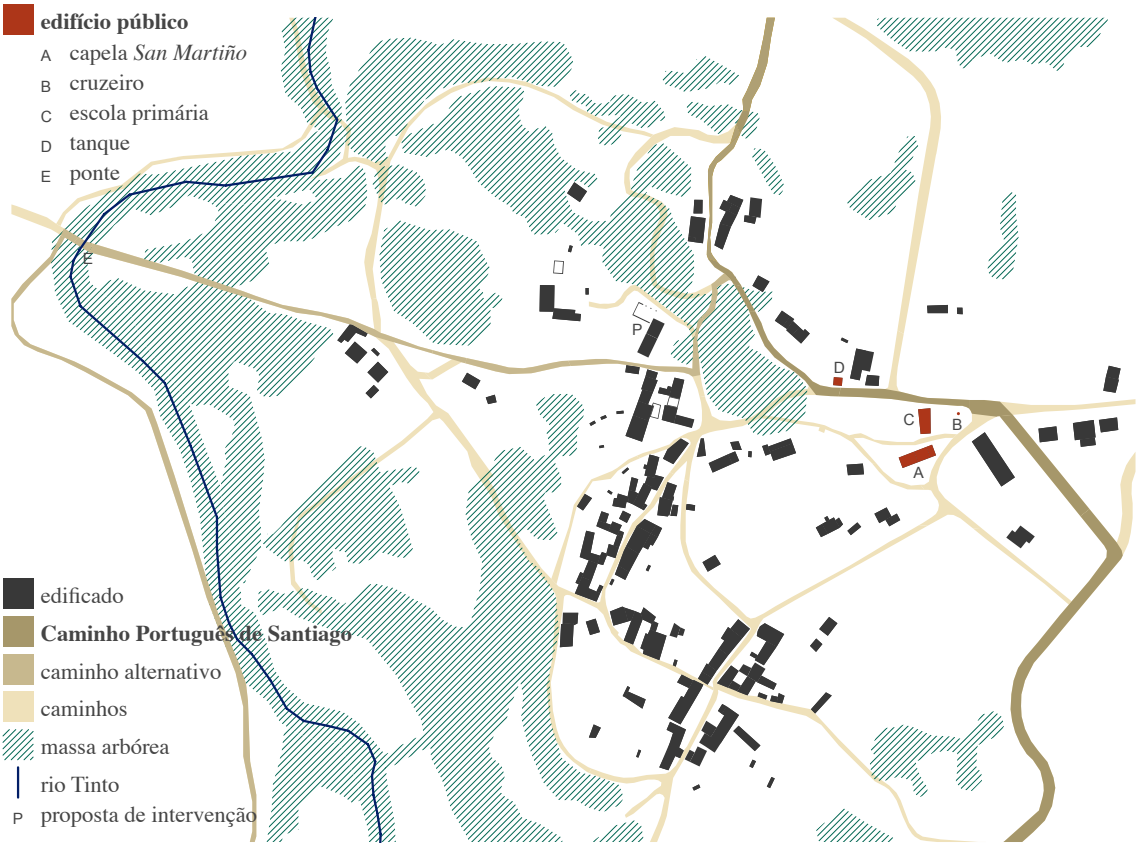 edifício público
A capela San Martiño
B cruzeiro
C escola primária
D tanque
E ponte
E
P
D
C
B
A
edificado
Caminho Português de Santiago
caminho alternativo
caminhos
massa arbórea
rio Tinto
P proposta de intervenção